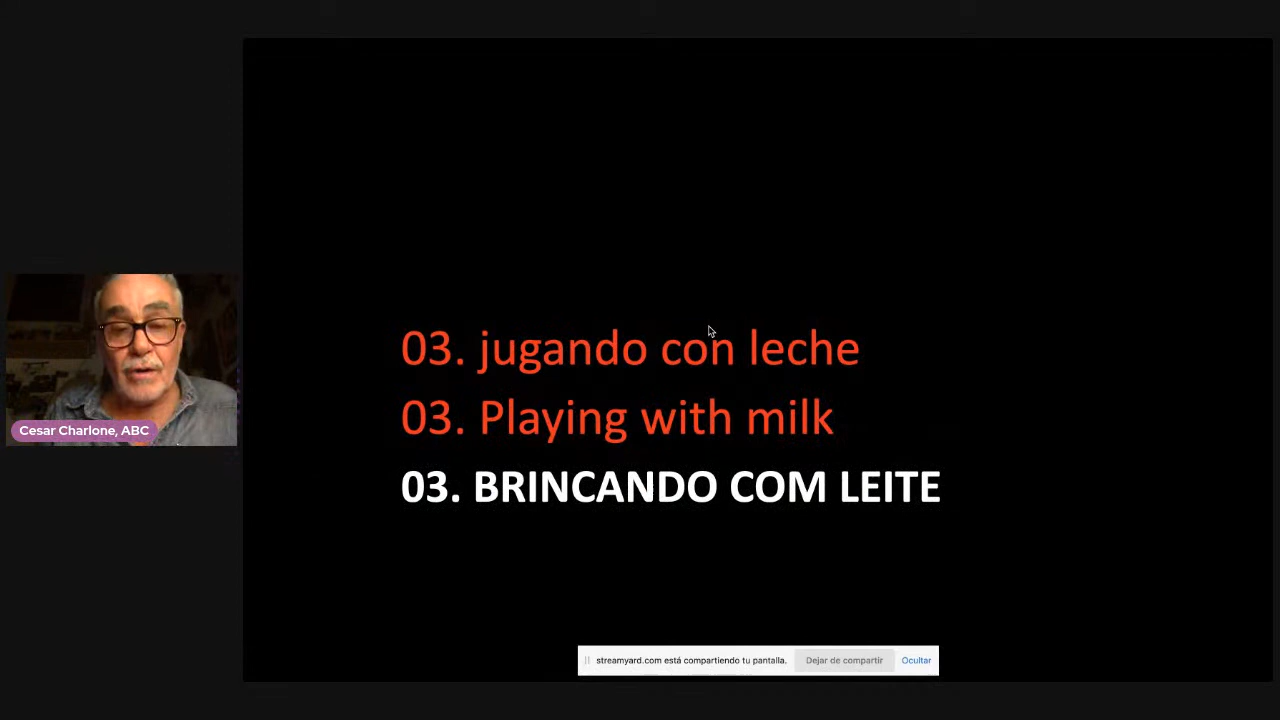 03. jugando con leche
03. Playing with milk
03. BRINCANDO COM LEITE
Cesar Charlone, ABC
streamyard.com está compartiendo tu pantalla. Dejar de compartir Ocultar